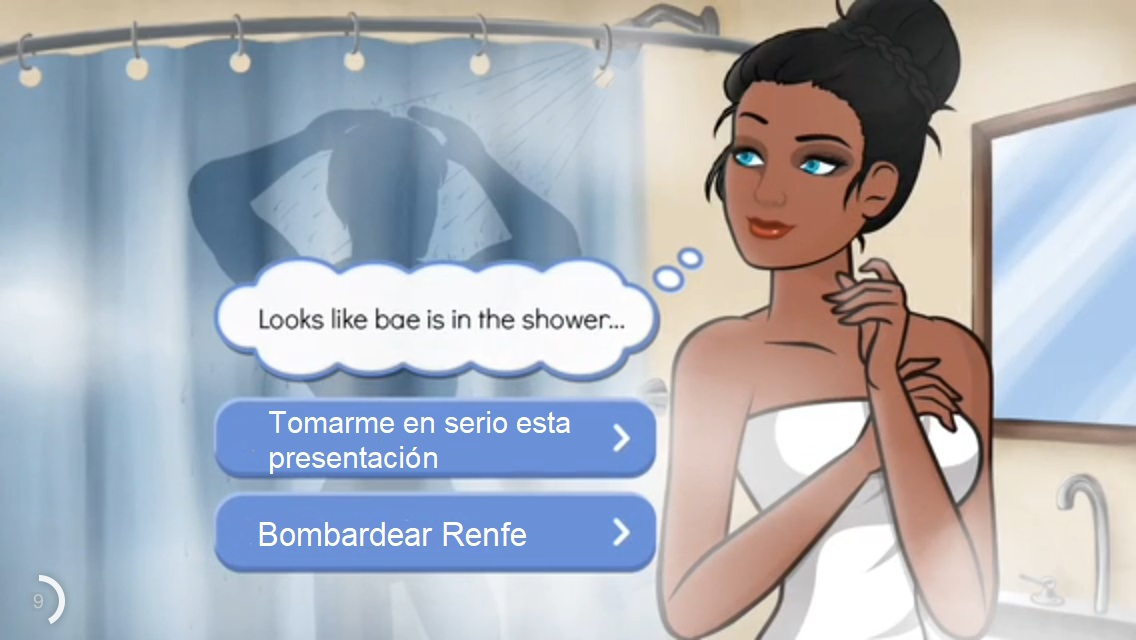 Looks like bae is in the shower...
Tomarme en serio esta
presentación
Bombardear Renfe
9